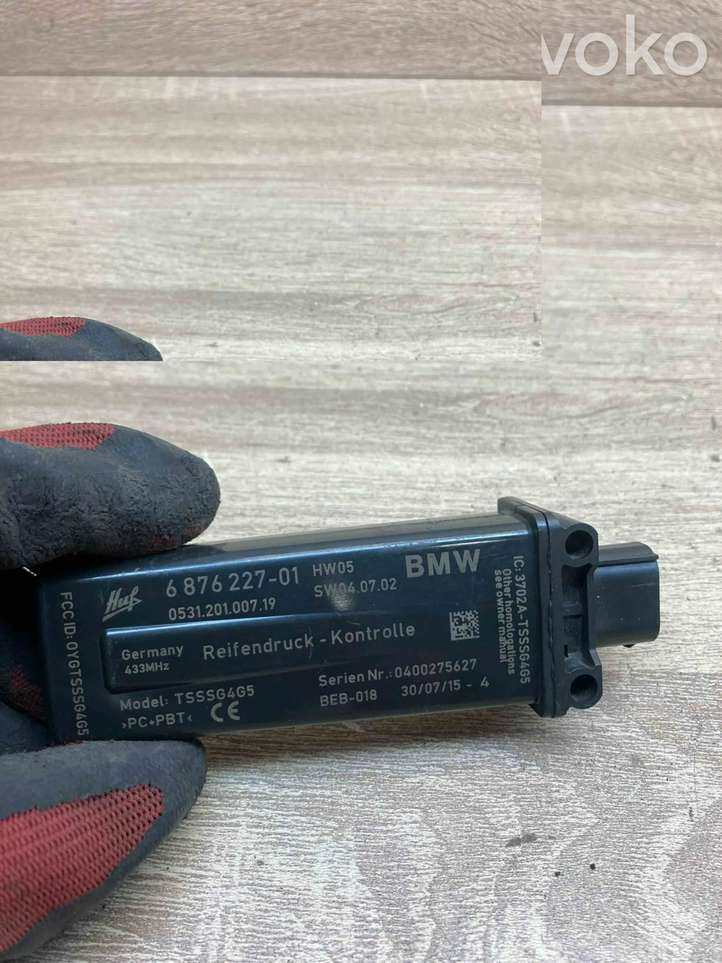 voko
Huf
6 876 227-01
HW05
BMW
0531.201.007.19
SW04.07.02
Germany
433MHz
Reifendruck - Kontrolle
Model: TSSSG4G5
Serien Nr.: 0400275627
>PC+PBT< CE
BEB-018 30/07/15 - 4
FCC ID: OYGTSSSG4G5
IC: 3702A-TSSSG4G5
Other homologations
see owner manual